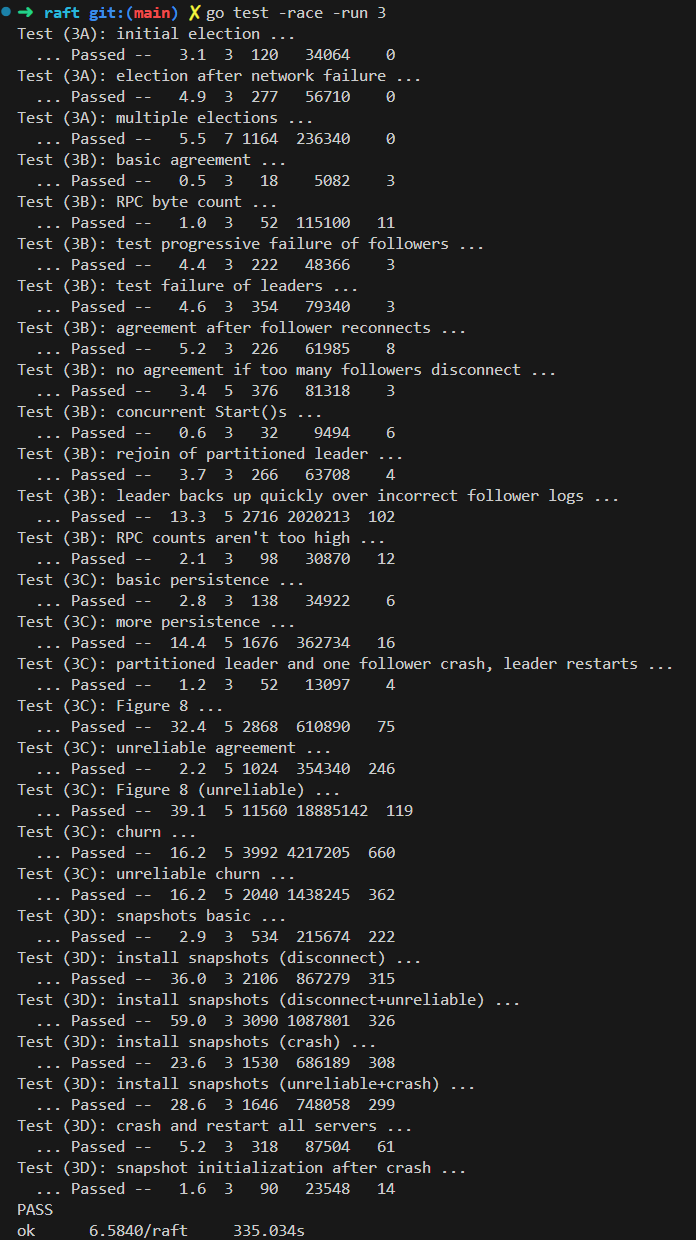 ➜ raft git:(main) ✗ go test -race -run 3
Test (3A): initial election ...
  ... Passed --   3.1  3  120   34064    0
Test (3A): election after network failure ...
  ... Passed --   4.9  3  277   56710    0
Test (3A): multiple elections ...
  ... Passed --   5.5  7 1164  236340    0
Test (3B): basic agreement ...
  ... Passed --   0.5  3   18    5082    3
Test (3B): RPC byte count ...
  ... Passed --   1.0  3   52  115100   11
Test (3B): test progressive failure of followers ...
  ... Passed --   4.4  3  222   48366    3
Test (3B): test failure of leaders ...
  ... Passed --   4.6  3  354   79340    3
Test (3B): agreement after follower reconnects ...
  ... Passed --   5.2  3  226   61985    8
Test (3B): no agreement if too many followers disconnect ...
  ... Passed --   3.4  5  376   81318    3
Test (3B): concurrent Start()s ...
  ... Passed --   0.6  3   32    9494    6
Test (3B): rejoin of partitioned leader ...
  ... Passed --   3.7  3  266   63708    4
Test (3B): leader backs up quickly over incorrect follower logs ...
  ... Passed --  13.3  5 2716 2020213  102
Test (3B): RPC counts aren't too high ...
  ... Passed --   2.1  3   98   30870   12
Test (3C): basic persistence ...
  ... Passed --   2.8  3  138   34922    6
Test (3C): more persistence ...
  ... Passed --  14.4  5 1676  362734   16
Test (3C): partitioned leader and one follower crash, leader restarts ...
  ... Passed --   1.2  3   52   13097    4
Test (3C): Figure 8 ...
  ... Passed --  32.4  5 2868  610890   75
Test (3C): unreliable agreement ...
  ... Passed --   2.2  5 1024  354340  246
Test (3C): Figure 8 (unreliable) ...
  ... Passed --  39.1  5 11560 18885142  119
Test (3C): churn ...
  ... Passed --  16.2  5 3992 4217205  660
Test (3C): unreliable churn ...
  ... Passed --  16.2  5 2040 1438245  362
Test (3D): snapshots basic ...
  ... Passed --   2.9  3  534  215674  222
Test (3D): install snapshots (disconnect) ...
  ... Passed --  36.0  3 2106  867279  315
Test (3D): install snapshots (disconnect+unreliable) ...
  ... Passed --  59.0  3 3090 1087801  326
Test (3D): install snapshots (crash) ...
  ... Passed --  23.6  3 1530  686189  308
Test (3D): install snapshots (unreliable+crash) ...
  ... Passed --  28.6  3 1646  748058  299
Test (3D): crash and restart all servers ...
  ... Passed --   5.2  3  318   87504   61
Test (3D): snapshot initialization after crash ...
  ... Passed --   1.6  3   90   23548   14
PASS
ok      6.5840/raft     335.034s